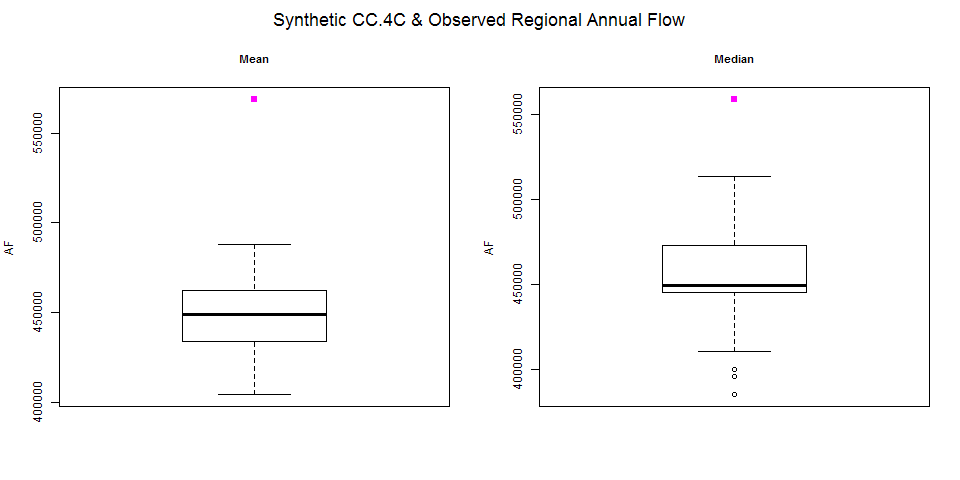 Synthetic CC.4C & Observed Regional Annual Flow
Mean
Median
AF
400000
450000
500000
550000
AF
400000
450000
500000
550000